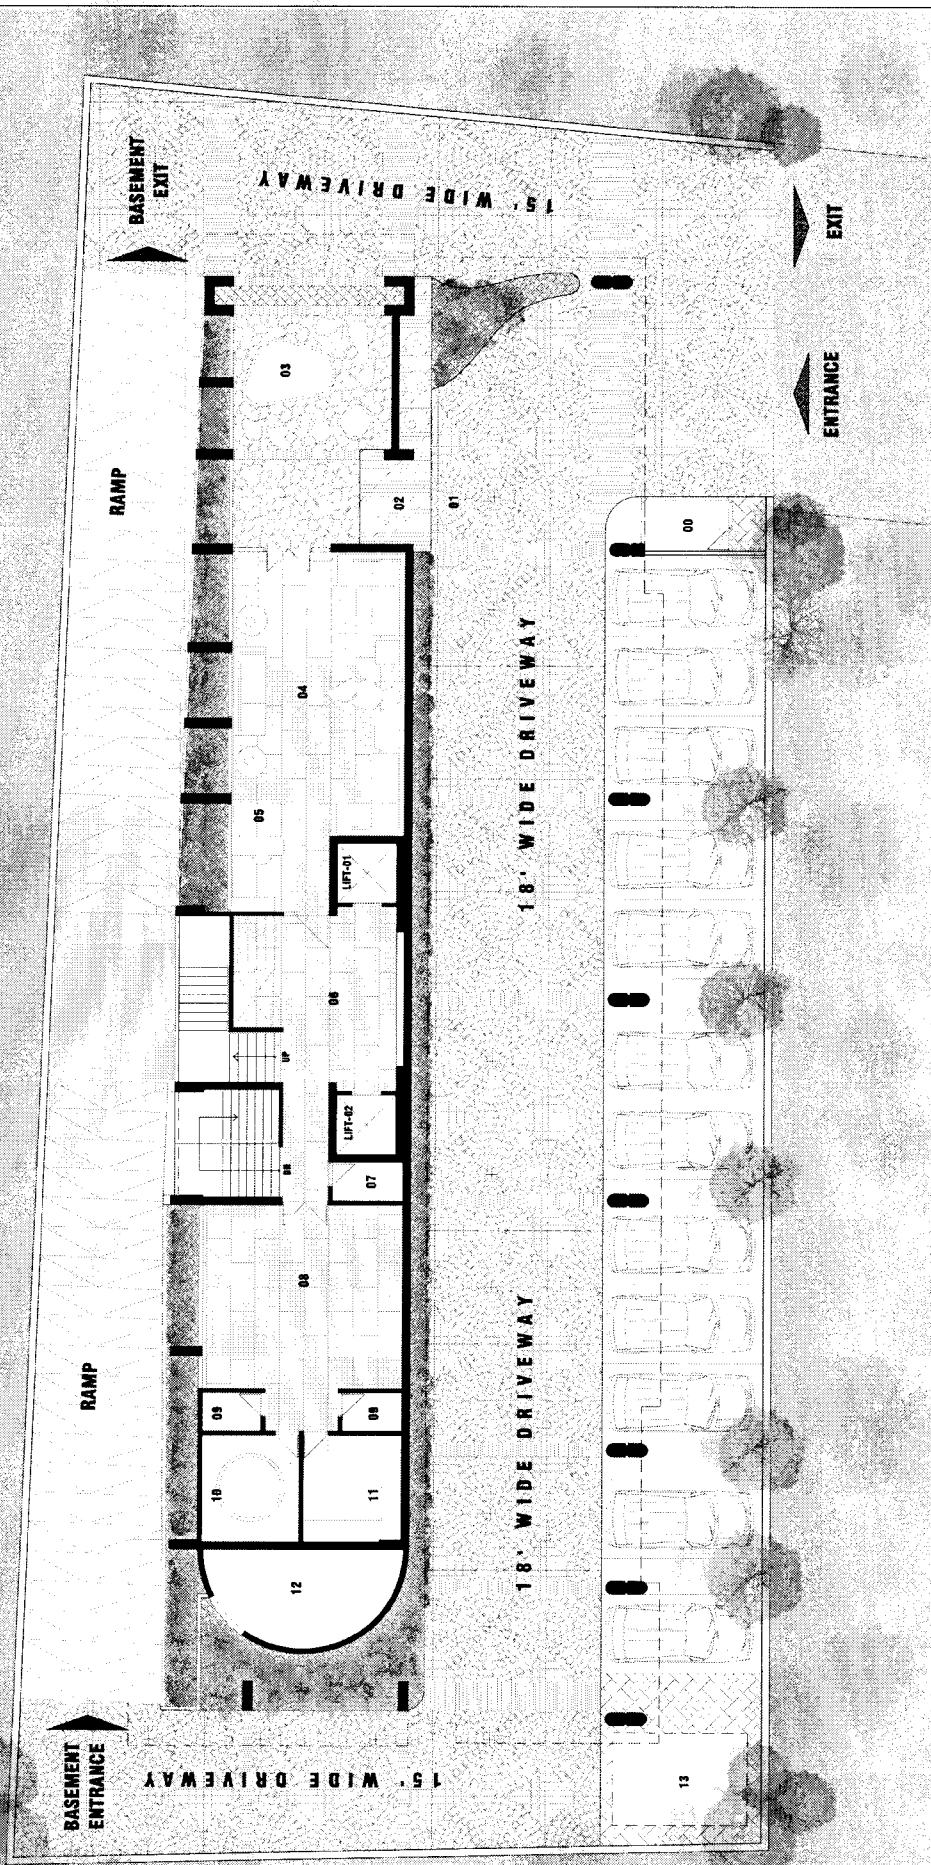 BASEMENT
EXIT
15' WIDE DRIVEWAY
EXIT
ENTRANCE
RAMP
03
02
01
00
04
05
LIFT-01
06
UP
LIFT-02
DN
07
08
18' WIDE DRIVEWAY
18' WIDE DRIVEWAY
RAMP
09
09
10
11
12
BASEMENT
ENTRANCE
15' WIDE DRIVEWAY
13